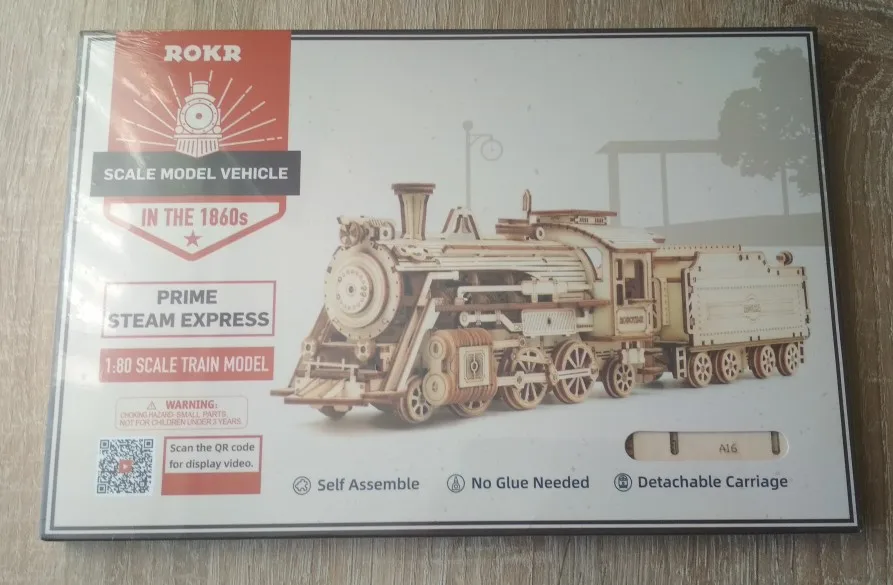 ROKR
SCALE MODEL VEHICLE
IN THE 1860s
PRIME
STEAM EXPRESS
1:80 SCALE TRAIN MODEL
WARNING:
CHOKING HAZARD-SMALL PARTS.
NOT FOR CHILDREN UNDER 3 YEARS
Scan the QR code
for display video.
A16
Self Assemble
No Glue Needed
Detachable Carriage